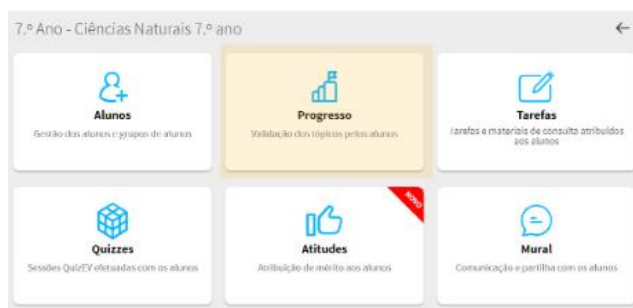 7.º Ano - Ciências Naturais 7.º ano
Alunos
Gestão dos alunos e grupos de alunos
Progresso
Validação dos tópicos pelos alunos
Tarefas
Tarefas e materiais de consulta atribuídos
aos alunos
Quizzes
Sessões QuizEV efetuadas com os alunos
NOVO
Atitudes
Atribuição de mérito aos alunos
Mural
Comunicação e partilha com os alunos